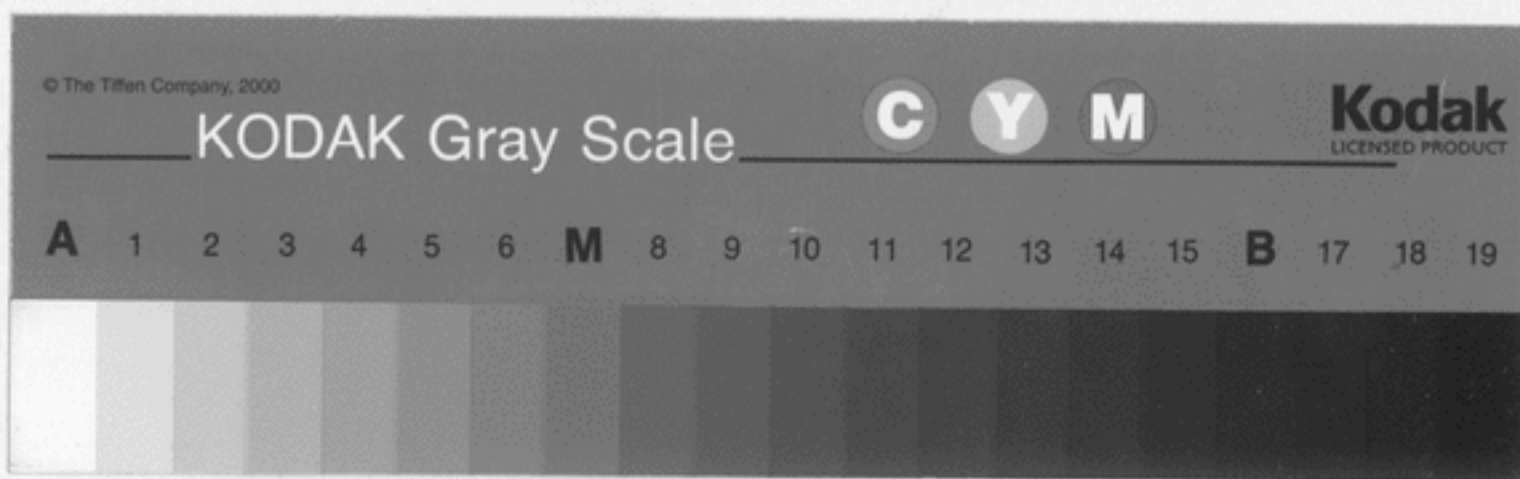 © The Tiffen Company, 2000
KODAK Gray Scale
C Y M
Kodak
LICENSED PRODUCT
A 1 2 3 4 5 6 M 8 9 10 11 12 13 14 15 B 17 18 19